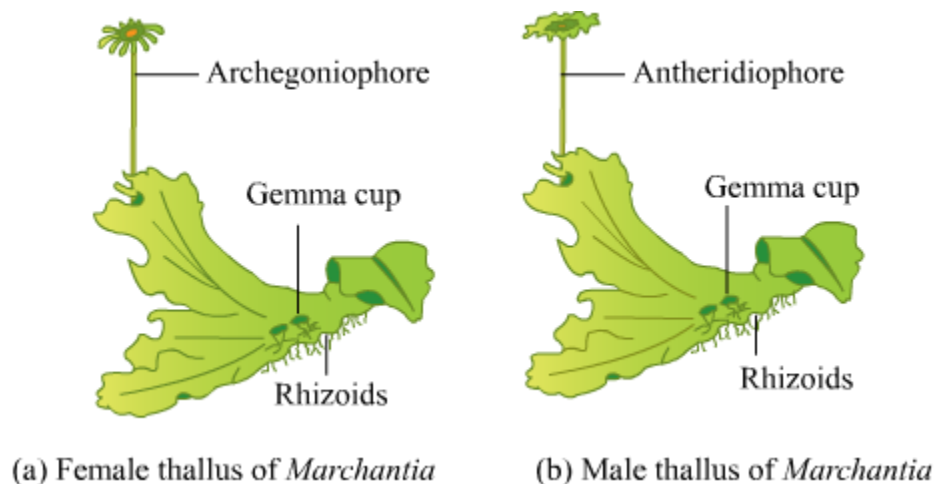 Archegoniophore
Antheridiophore
Gemma cup
Gemma cup
Rhizoids
Rhizoids
(a) Female thallus of Marchantia
(b) Male thallus of Marchantia